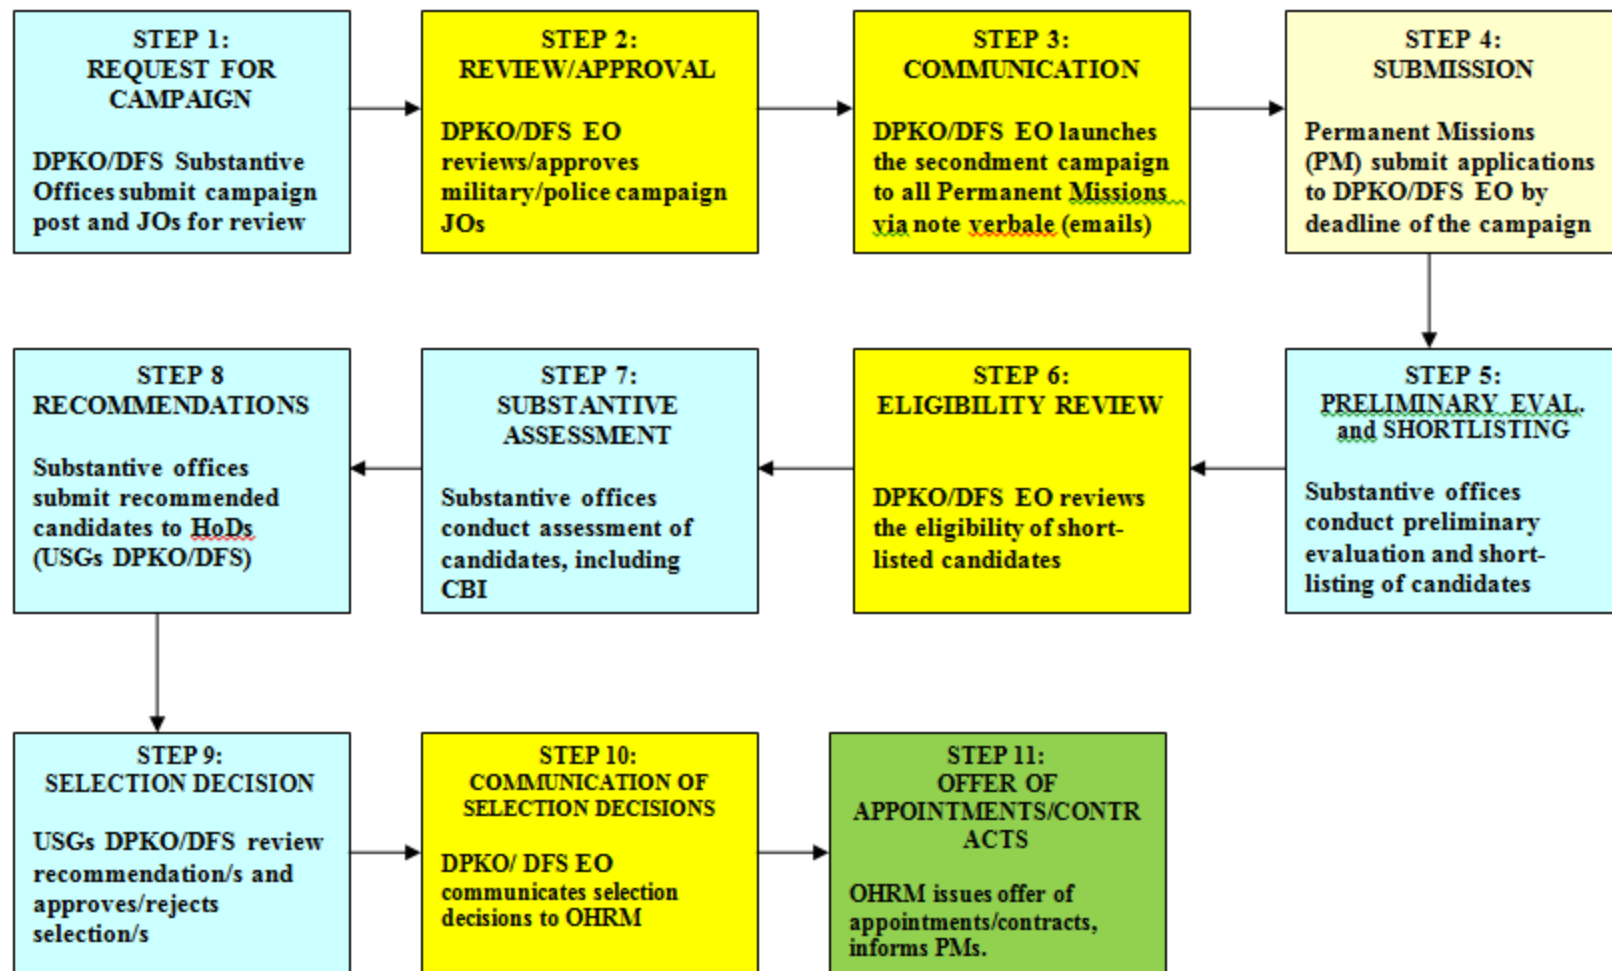 STEP 1:
REQUEST FOR
CAMPAIGN
DPKO/DFS Substantive
Offices submit campaign
post and JOs for review
STEP 2:
REVIEW/APPROVAL
DPKO/DFS EO
reviews/approves
military/police campaign
JOs
STEP 3:
COMMUNICATION
DPKO/DFS EO launches
the secondment campaign
to all Permanent Missions
via note verbale (emails)
STEP 4:
SUBMISSION
Permanent Missions
(PM) submit applications
to DPKO/DFS EO by
deadline of the campaign
STEP 5:
PRELIMINARY EVAL.
and SHORTLISTING
Substantive offices
conduct preliminary
evaluation and short-
listing of candidates
STEP 6:
ELIGIBILITY REVIEW
DPKO/DFS EO reviews
the eligibility of short-
listed candidates
STEP 7:
SUBSTANTIVE
ASSESSMENT
Substantive offices
conduct assessment of
candidates, including
CBI
STEP 8
RECOMMENDATIONS
Substantive offices
submit recommended
candidates to HoDs
(USGs DPKO/DFS)
STEP 9:
SELECTION DECISION
USGs DPKO/DFS review
recommendation/s and
approves/rejects
selection/s
STEP 10:
COMMUNICATION OF
SELECTION DECISIONS
DPKO/ DFS EO
communicates selection
decisions to OHRM
STEP 11:
OFFER OF
APPOINTMENTS/CONTR
ACTS
OHRM issues offer of
appointments/contracts,
informs PMs.